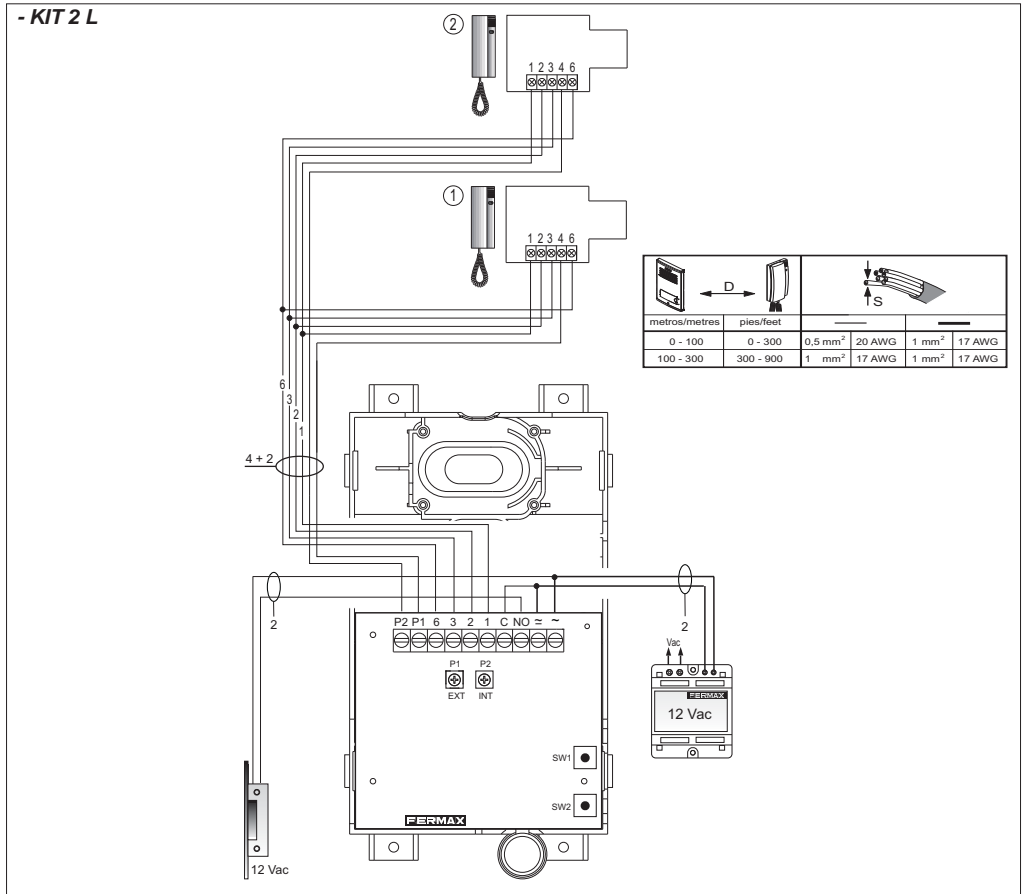 - KIT 2 L
2
1 2 3 4 6
1
1 2 3 4 6
D
S
metros/metres pies/feet
0 - 100 0 - 300 0,5 mm² 20 AWG 1 mm² 17 AWG
100 - 300 300 - 900 1 mm² 17 AWG 1 mm² 17 AWG
6
3
2
1
4 + 2
2
2
P2 P1 6 3 2 1 C NO ≃ ~
P1 P2
EXT INT
Vac
FERMAX
12 Vac
SW1
SW2
FERMAX
12 Vac